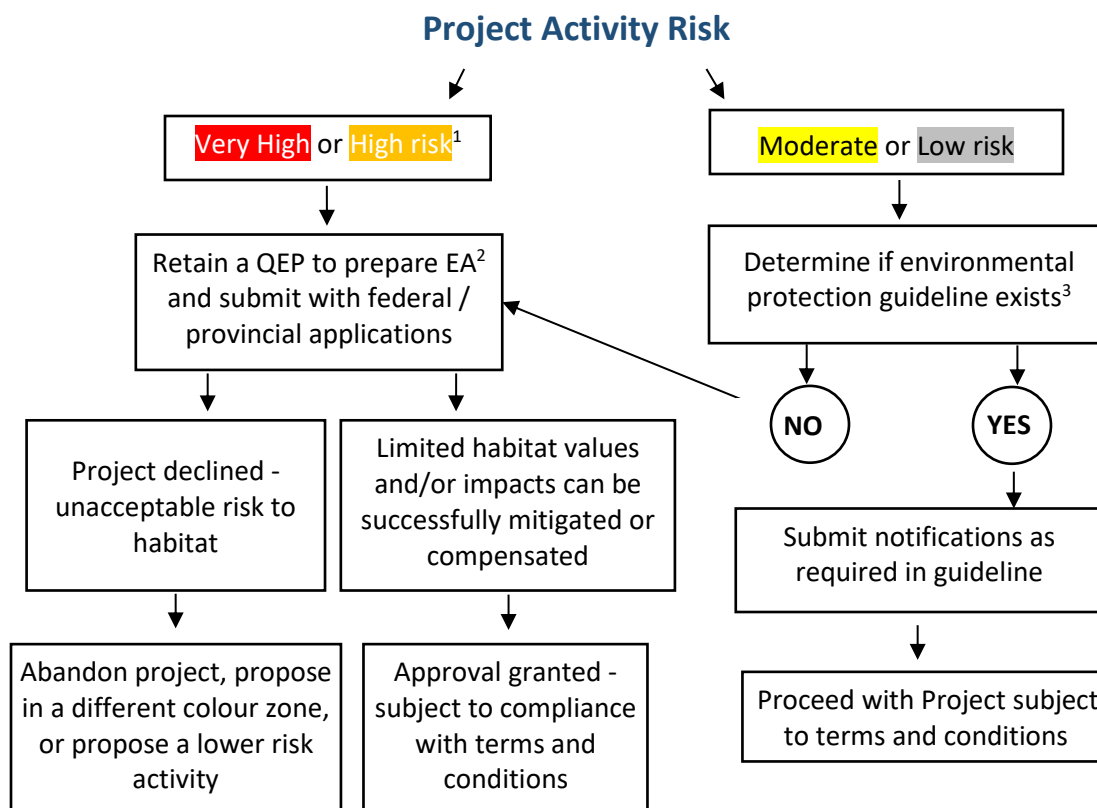 Project Activity Risk
Very High or High risk1
Moderate or Low risk
Retain a QEP to prepare EA2
and submit with federal /
provincial applications
Determine if environmental
protection guideline exists3
NO
YES
Project declined -
unacceptable risk to
habitat
Limited habitat values
and/or impacts can be
successfully mitigated or
compensated
Submit notifications as
required in guideline
Abandon project, propose
in a different colour zone,
or propose a lower risk
activity
Approval granted -
subject to compliance
with terms and
conditions
Proceed with Project subject
to terms and conditions